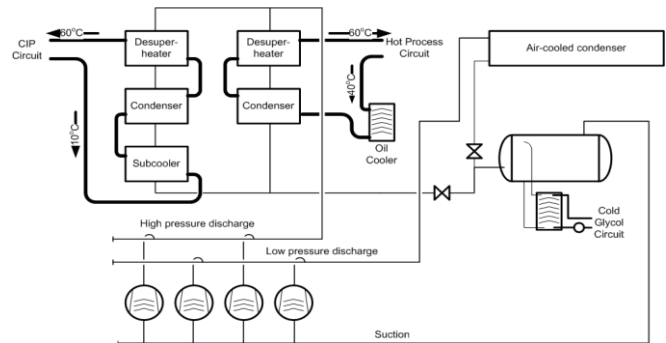 60°C
CIP
Circuit
Desuper-
heater
Desuper-
heater
60°C
Hot Process
Circuit
Air-cooled condenser
10°C
Condenser
Condenser
40°C
Oil
Cooler
Subcooler
High pressure discharge
Low pressure discharge
Cold
Glycol
Circuit
Suction